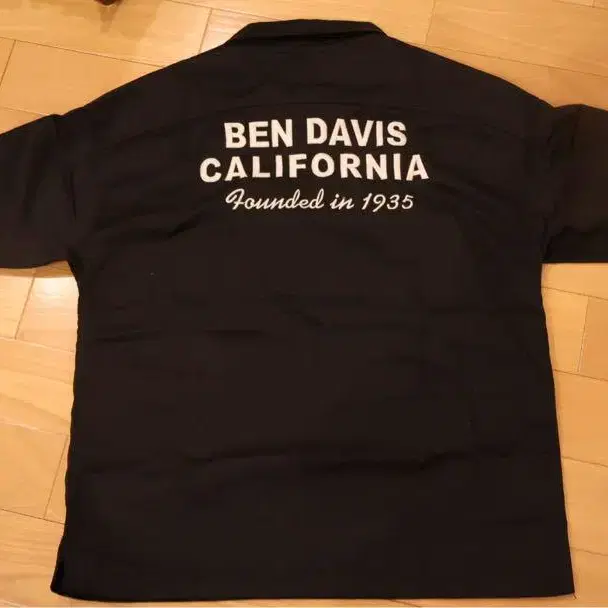 BEN DAVIS
CALIFORNIA
Founded in 1935